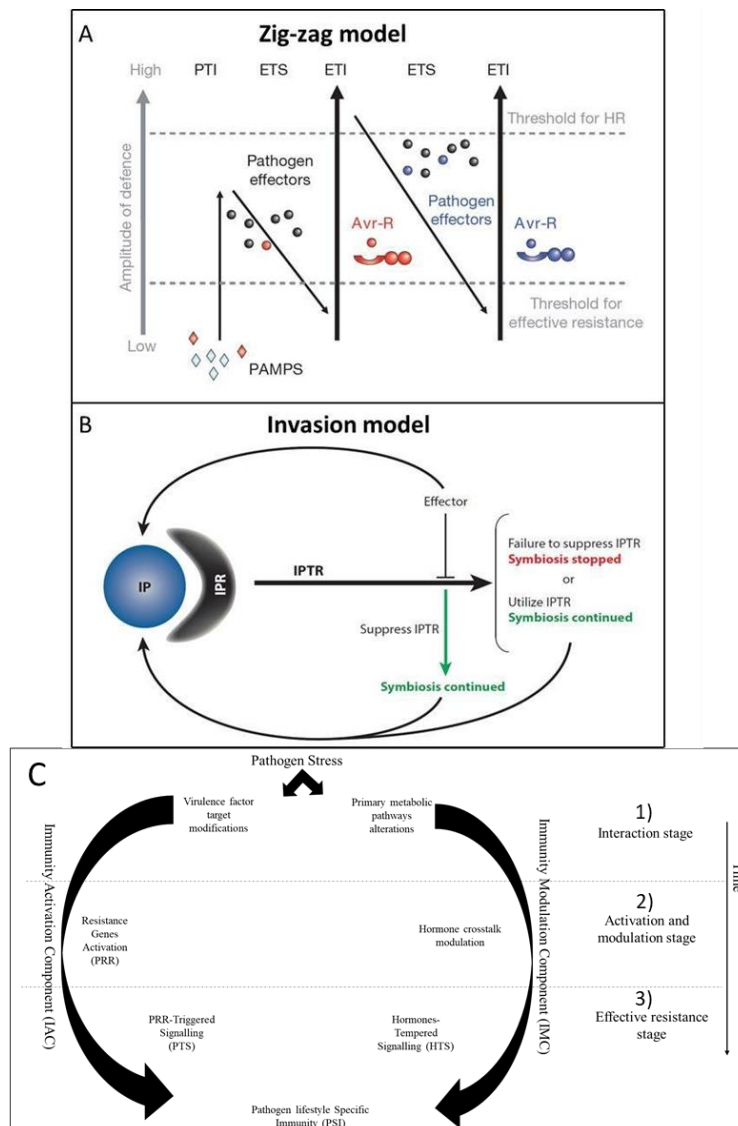 A
Zig-zag model
High
PTI
ETS
ETI
ETS
ETI
Threshold for HR
Pathogen
effectors
Pathogen
effectors
Avr-R
Avr-R
Amplitude of defence
Threshold for
effective resistance
Low
PAMPS
B
Invasion model
Effector
IP
IPR
IPTR
Failure to suppress IPTR
Symbiosis stopped
or
Utilize IPTR
Symbiosis continued
Suppress IPTR
Symbiosis continued
C
Pathogen Stress
Virulence factor
target
modifications
Primary metabolic
pathways
alterations
1)
Interaction stage
Immunity Activation Component (IAC)
Immunity Modulation Component (IMC)
Resistance
Genes
Activation
(PRR)
Hormone crosstalk
modulation
2)
Activation and
modulation stage
PRR-Triggered
Signalling
(PTS)
Hormones-
Tempered
Signalling (HTS)
3)
Effective resistance
stage
Pathogen lifestyle Specific
Immunity (PSI)